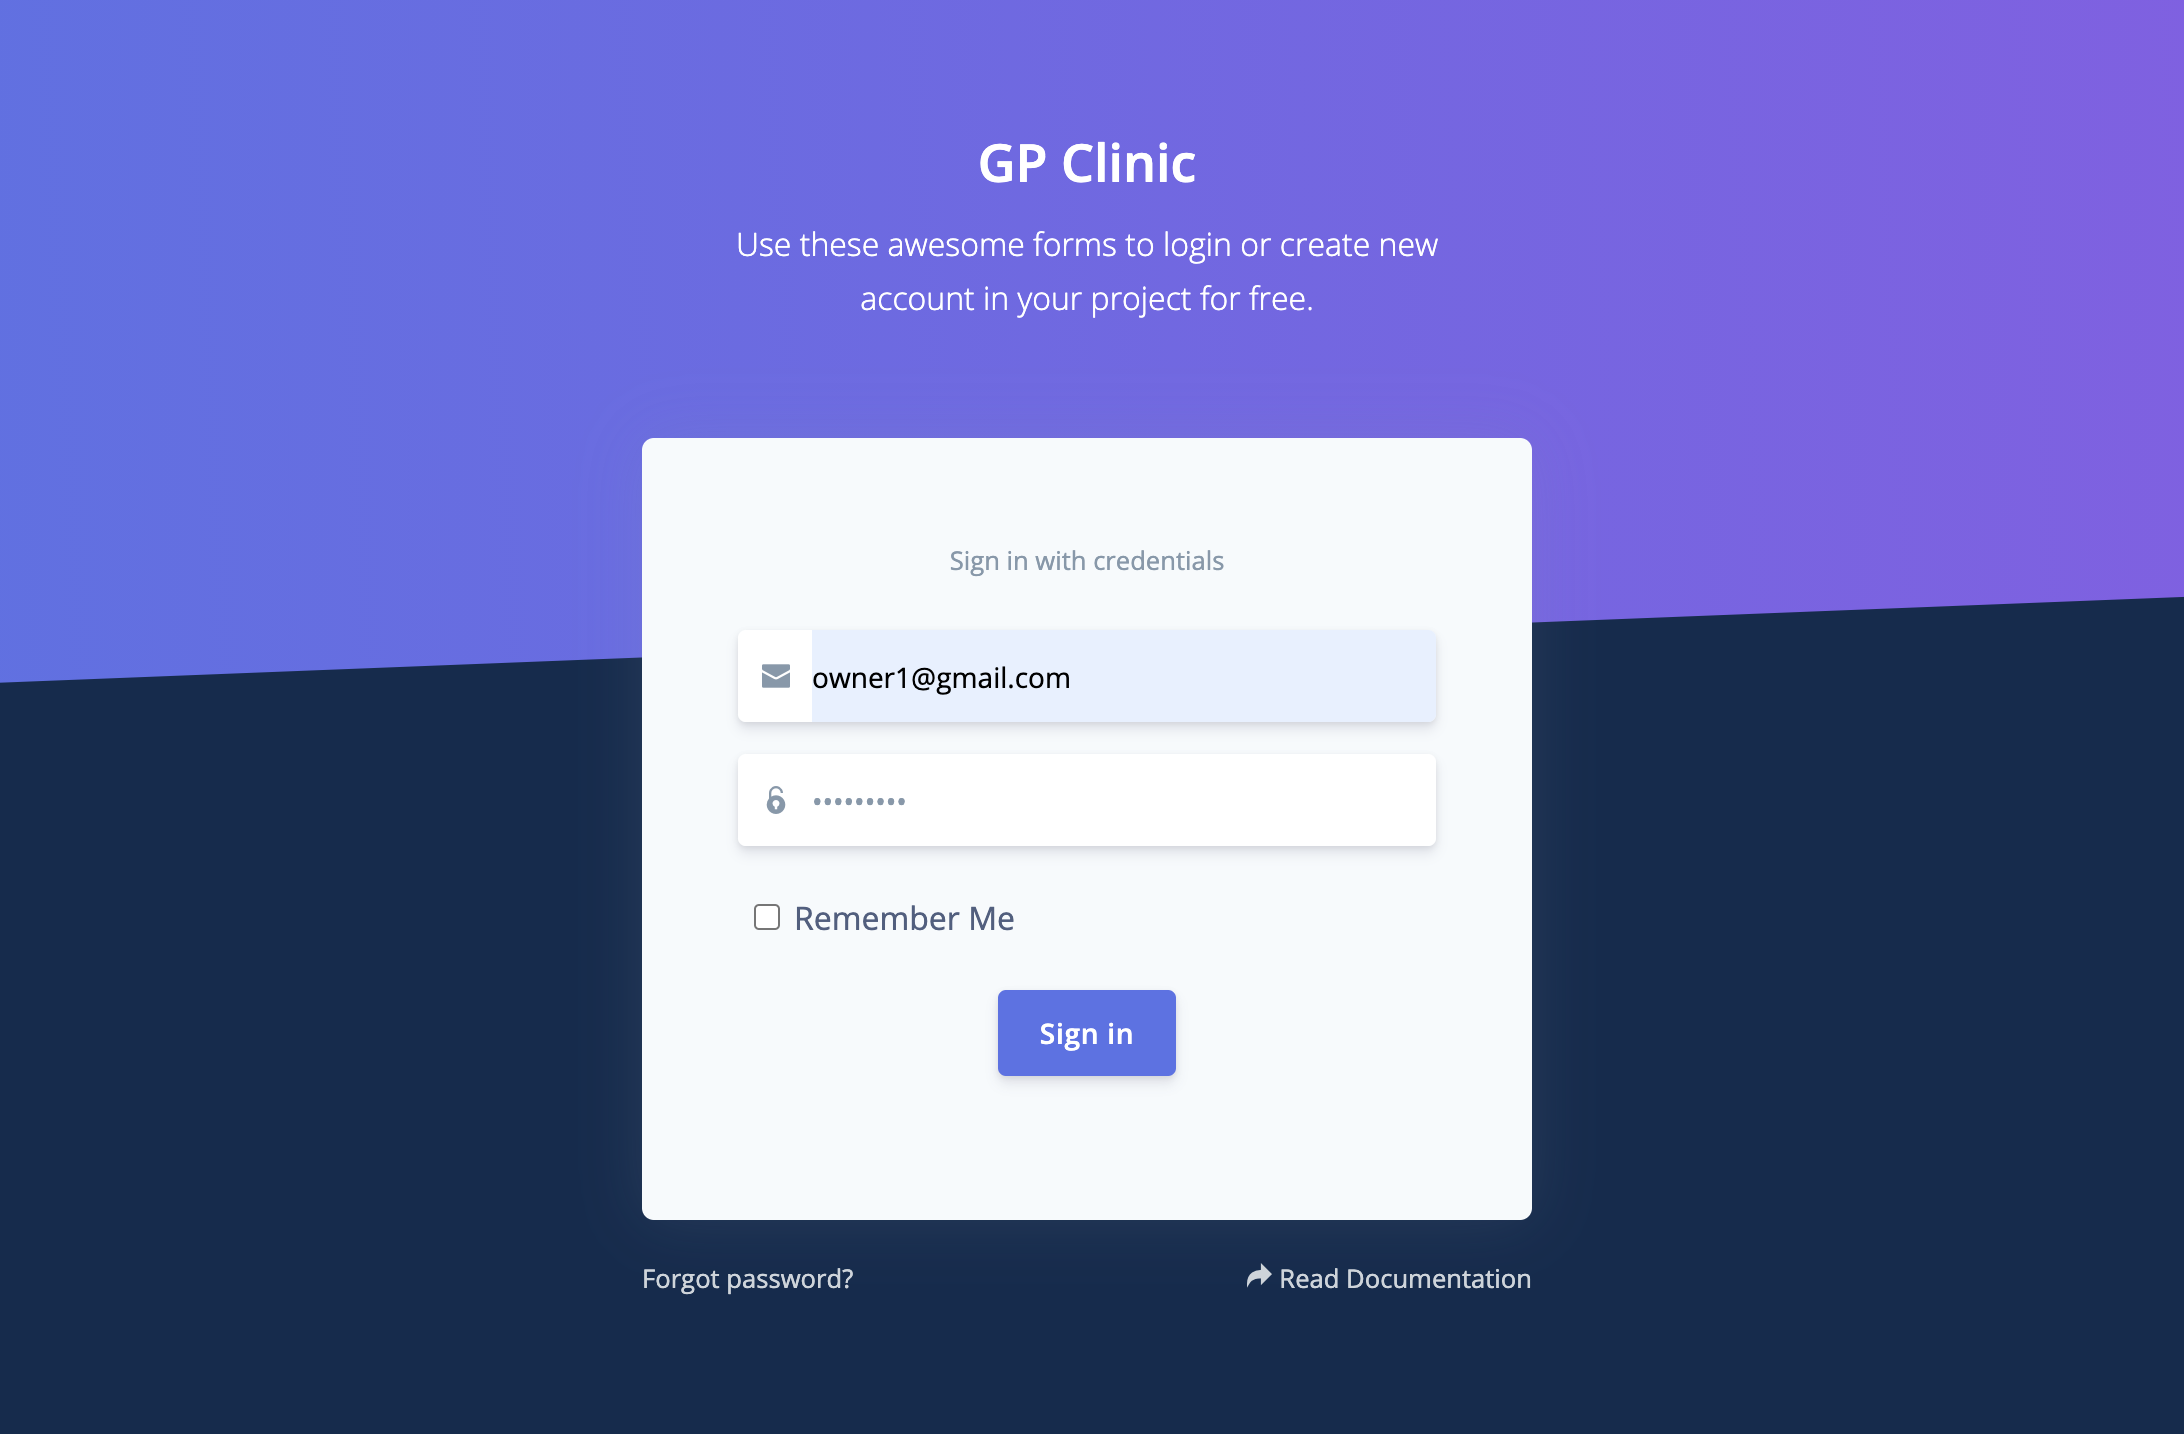 GP Clinic
Use these awesome forms to login or create new
account in your project for free.
Sign in with credentials
owner1@gmail.com
•••••••••
Remember Me
Sign in
Forgot password?
Read Documentation